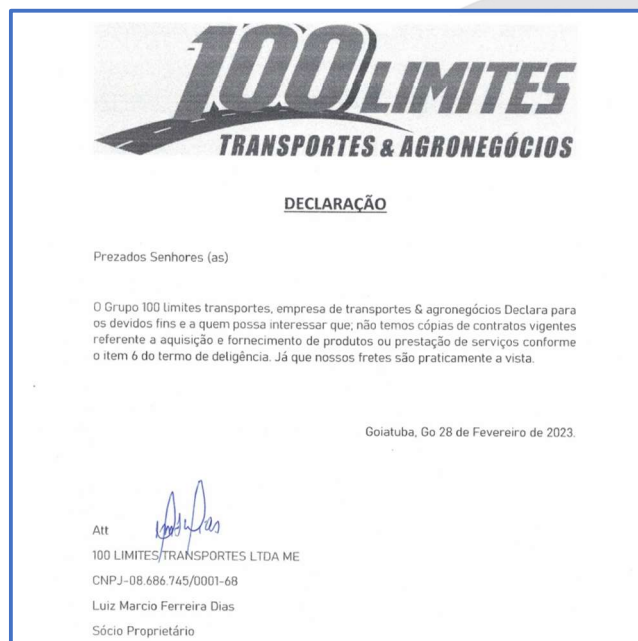 100 LIMITES
TRANSPORTES & AGRONEGÓCIOS
DECLARAÇÃO
Prezados Senhores (as)
O Grupo 100 limites transportes, empresa de transportes & agronegócios Declara para
os devidos fins e a quem possa interessar que; não temos cópias de contratos vigentes
referente a aquisição e fornecimento de produtos ou prestação de serviços conforme
o item 6 do termo de deligência. Já que nossos fretes são praticamente a vista.
Goiatuba, Go 28 de Fevereiro de 2023.
Att
100 LIMITES TRANSPORTES LTDA ME
CNPJ-08.686.745/0001-68
Luiz Marcio Ferreira Dias
Sócio Proprietário